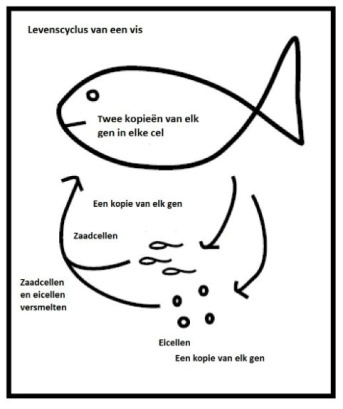 Levenscyclus van een vis
Twee kopieën van elk
gen in elke cel
Een kopie van elk gen
Zaadcellen
Zaadcellen
en eicellen
versmelten
Eicellen
Een kopie van elk gen